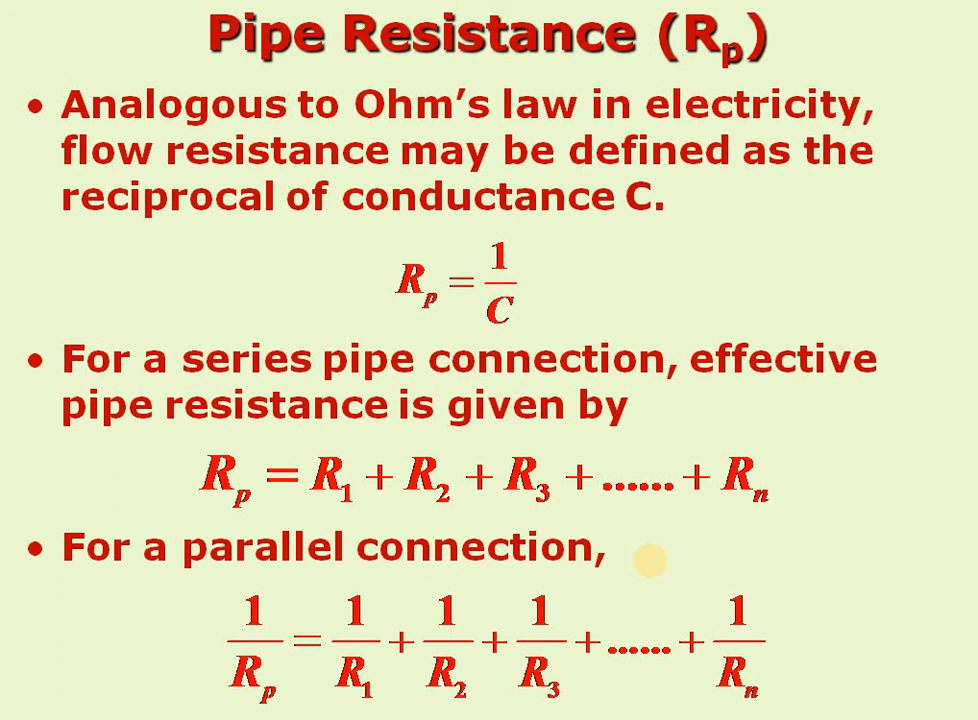 Pipe Resistance (Rₚ)
• Analogous to Ohm's law in electricity,
flow resistance may be defined as the
reciprocal of conductance C.
Rₚ = 1/C
• For a series pipe connection, effective
pipe resistance is given by
Rₚ = R₁ + R₂ + R₃ + ...... + Rₙ
• For a parallel connection,
1/Rₚ = 1/R₁ + 1/R₂ + 1/R₃ + ...... + 1/Rₙ